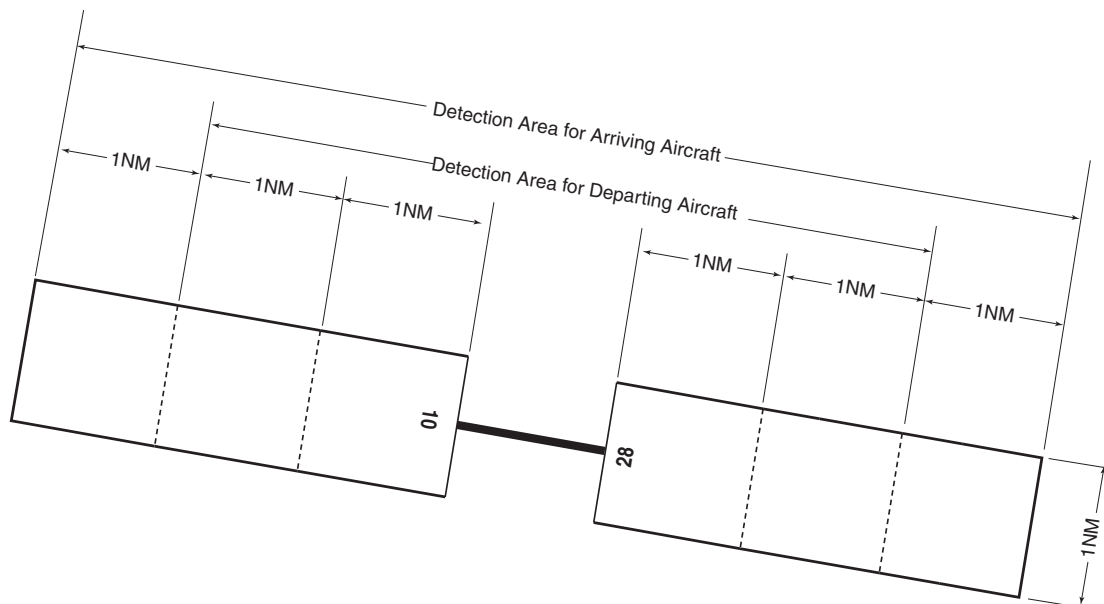 Detection Area for Arriving Aircraft
Detection Area for Departing Aircraft
1NM
1NM
1NM
1NM
1NM
1NM
10
28
1NM